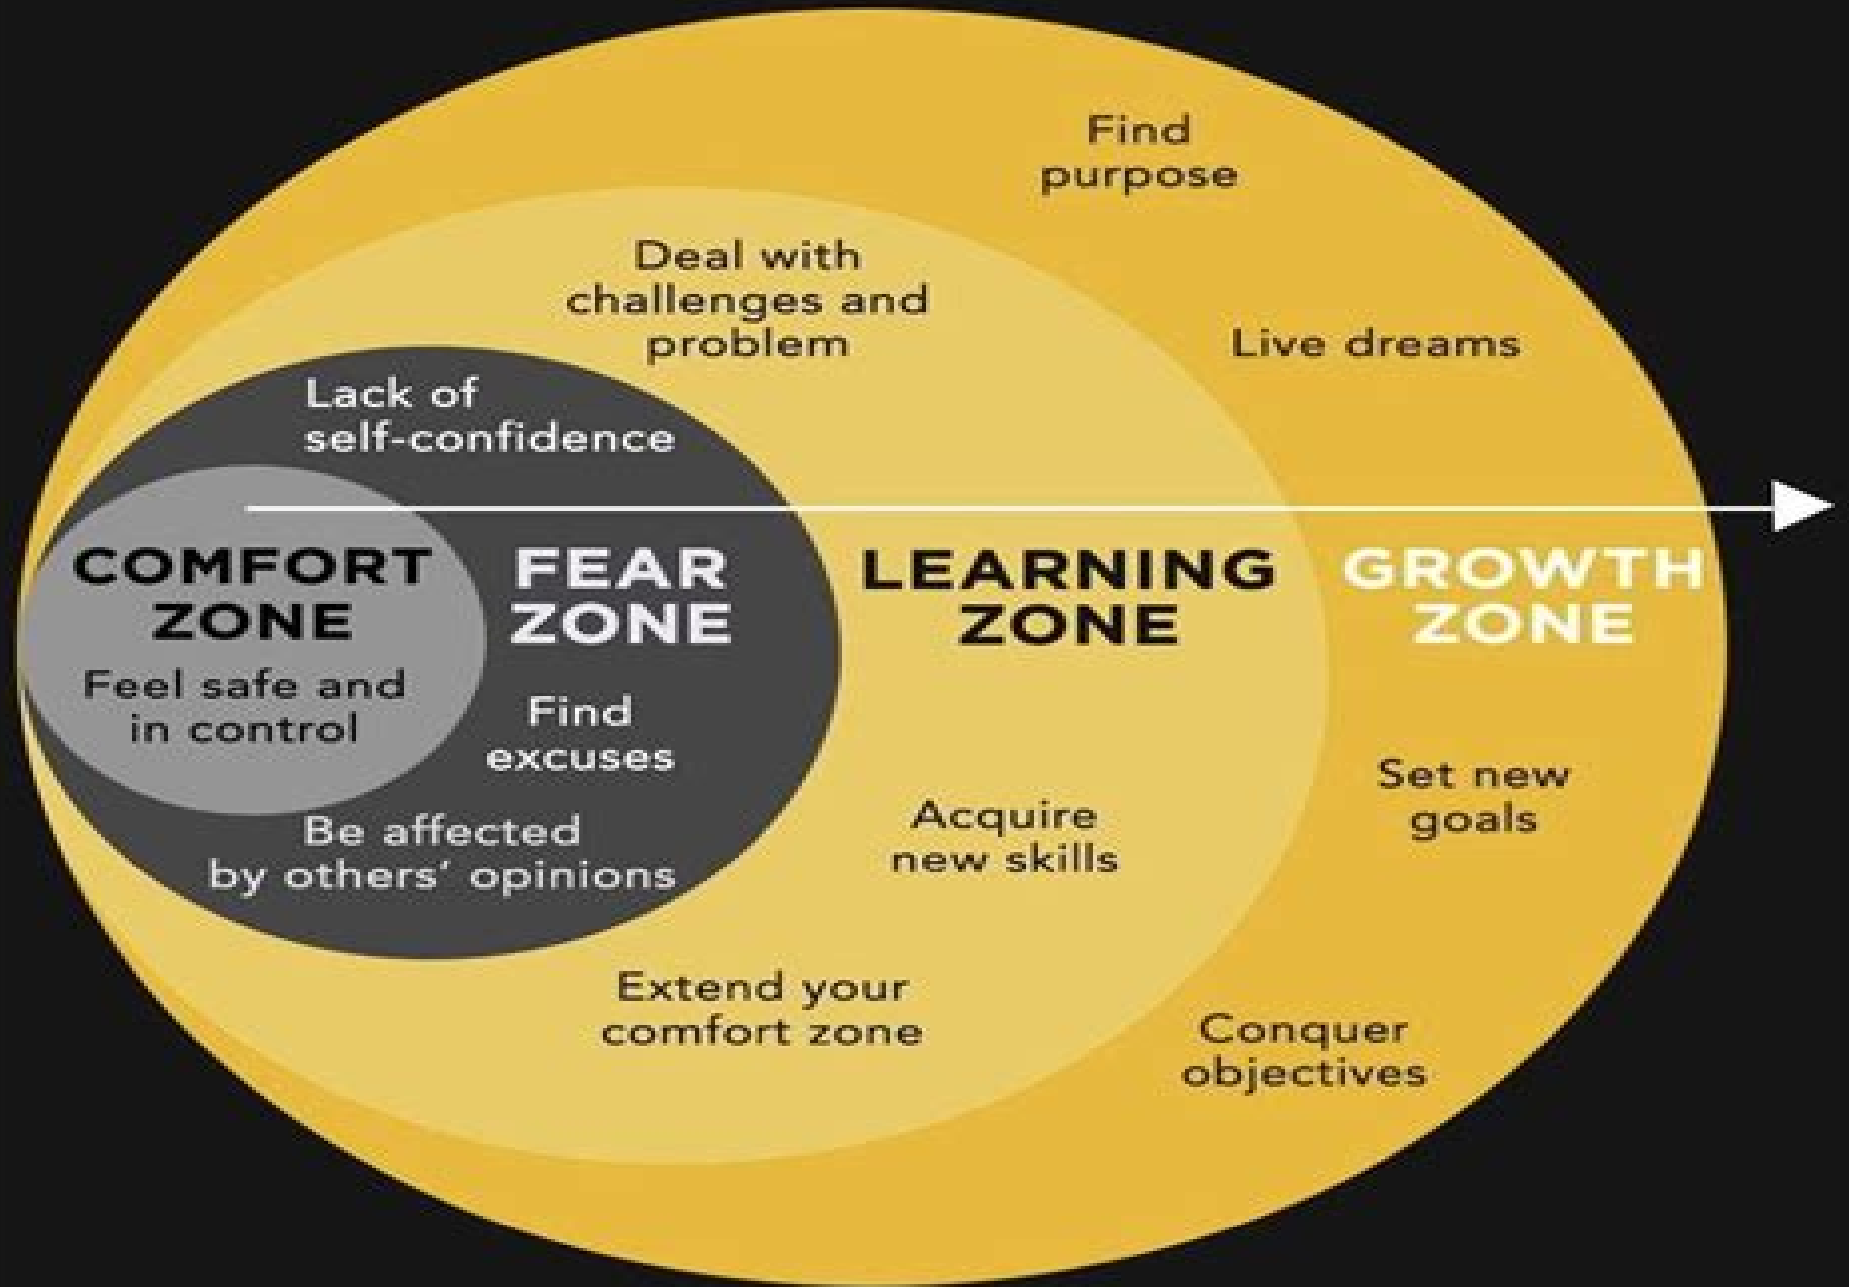 Find
purpose
Deal with
challenges and
problem
Live dreams
Lack of
self-confidence
COMFORT
ZONE
Feel safe and
in control
FEAR
ZONE
Find
excuses
Be affected
by others' opinions
LEARNING
ZONE
Acquire
new skills
Extend your
comfort zone
GROWTH
ZONE
Set new
goals
Conquer
objectives